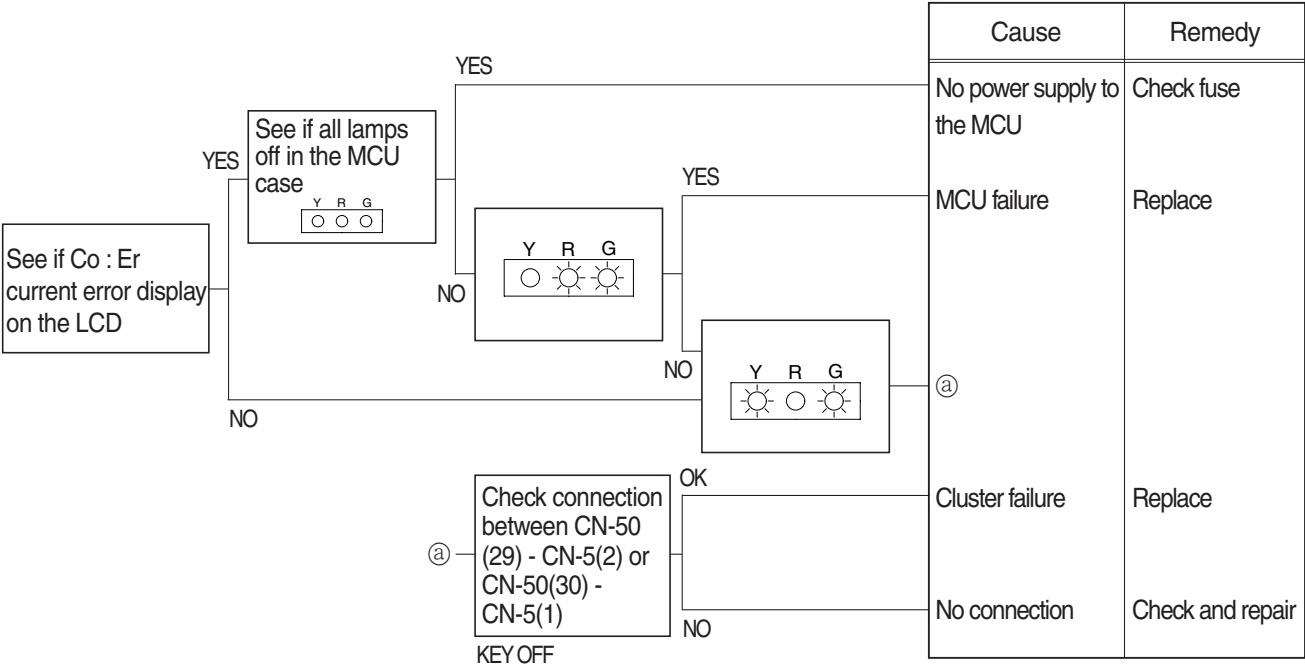 Cause
Remedy
YES
No power supply to
the MCU
Check fuse
See if all lamps
off in the MCU
case
Y R G
YES
YES
MCU failure
Replace
See if Co : Er
current error display
on the LCD
Y R G
NO
NO
Y R G
ⓐ
NO
OK
Check connection
between CN-50
(29) - CN-5(2) or
CN-50(30) -
CN-5(1)
Cluster failure
Replace
ⓐ
No connection
Check and repair
NO
KEY OFF